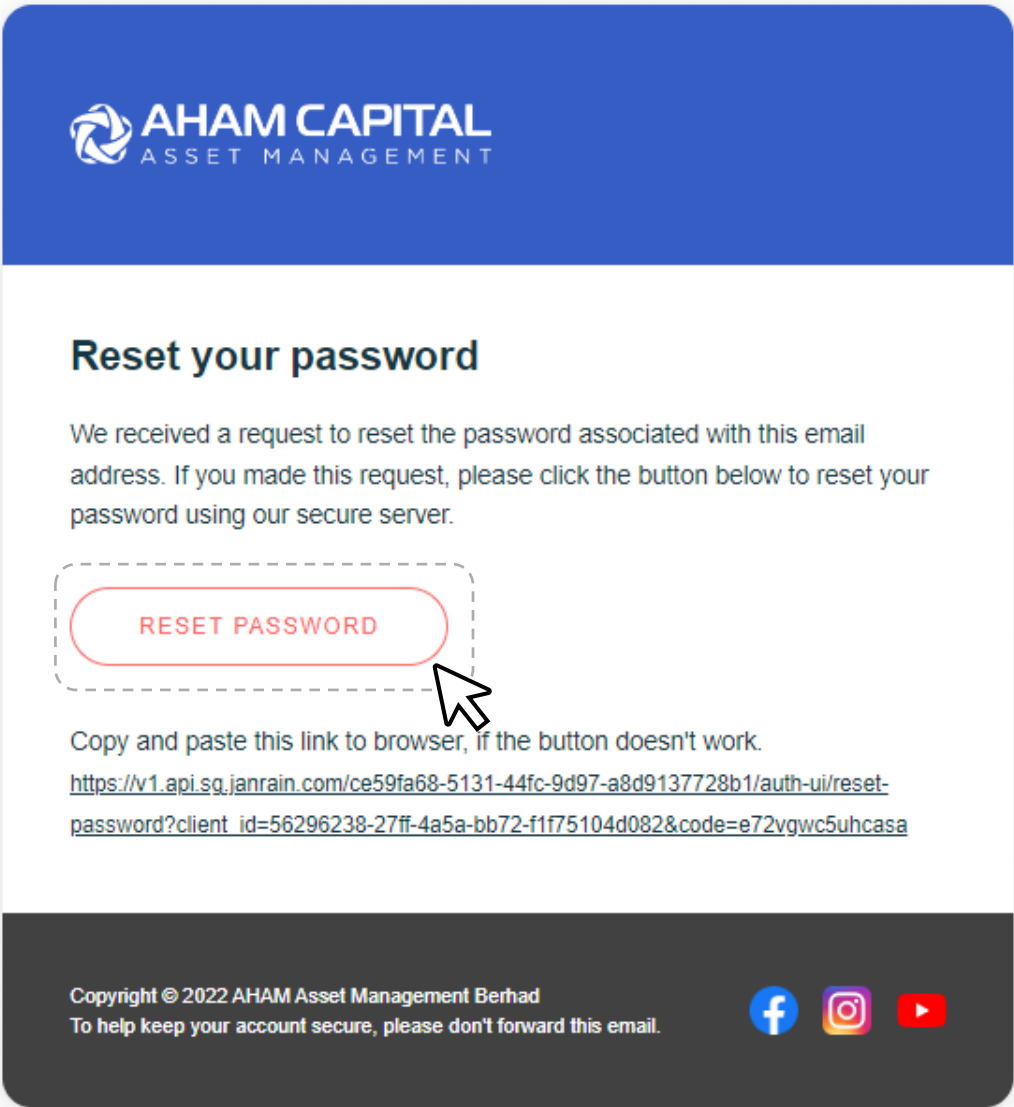 AHAM CAPITAL
ASSET MANAGEMENT
Reset your password
We received a request to reset the password associated with this email
address. If you made this request, please click the button below to reset your
password using our secure server.
RESET PASSWORD
Copy and paste this link to browser, if the button doesn't work.
https://v1.api.sg.janrain.com/ce59fa68-5131-44fc-9d97-a8d9137728b1/auth-ui/reset-
password?client_id=56296238-27ff-4a5a-bb72-f1f75104d082&code=e72vgwc5uhcasa
Copyright © 2022 AHAM Asset Management Berhad
To help keep your account secure, please don't forward this email.